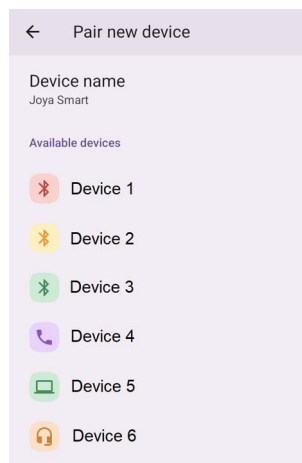 Pair new device
Device name
Joya Smart
Available devices
Device 1
Device 2
Device 3
Device 4
Device 5
Device 6